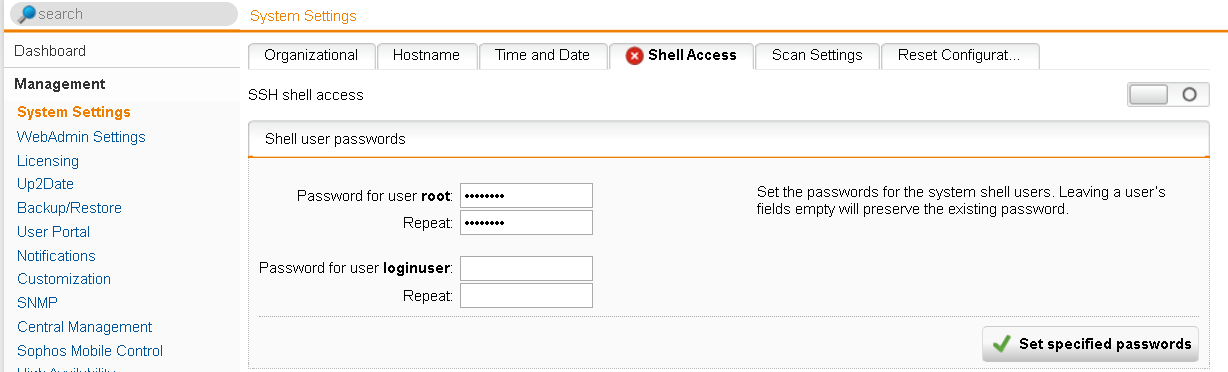 search
System Settings
Dashboard
Management
System Settings
WebAdmin Settings
Licensing
Up2Date
Backup/Restore
User Portal
Notifications
Customization
SNMP
Central Management
Sophos Mobile Control
High Availability
Organizational Hostname Time and Date Shell Access Scan Settings Reset Configurat...
SSH shell access
Shell user passwords
Password for user root: ••••••••
Repeat: ••••••••
Password for user loginuser:
Repeat:
Set the passwords for the system shell users. Leaving a user's
fields empty will preserve the existing password.
Set specified passwords